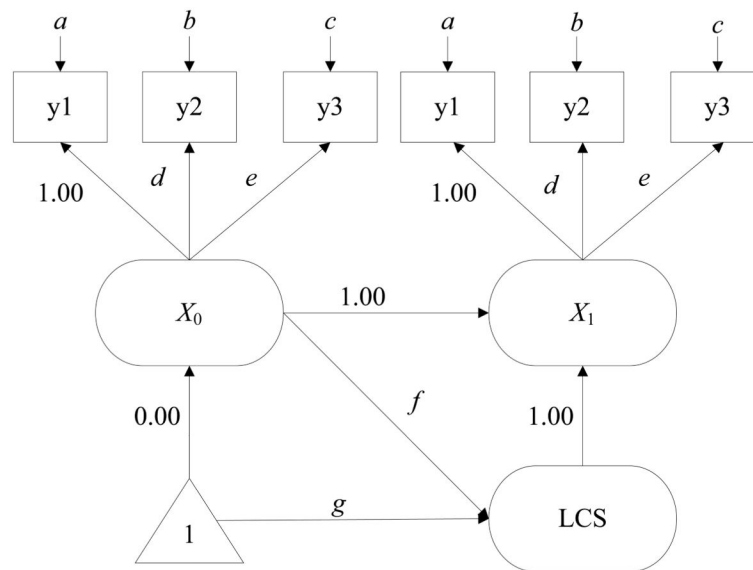 a b c a b c
y1 y2 y3 y1 y2 y3
1.00 d e 1.00 d e
X₀ 1.00 X₁
0.00 f 1.00
1 g LCS